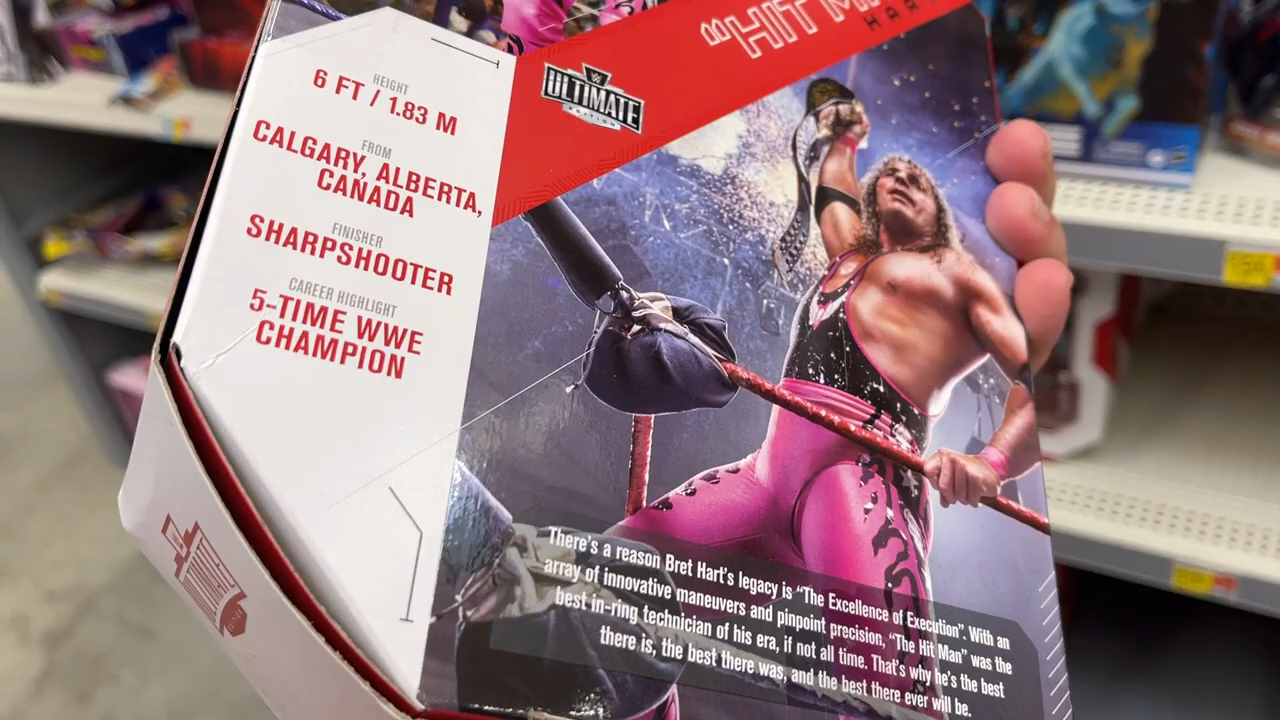 HEIGHT
6 FT / 1.83 M
FROM
CALGARY, ALBERTA,
CANADA
FINISHER
SHARPSHOOTER
CAREER HIGHLIGHT
5-TIME WWE
CHAMPION
ULTIMATE
EDITION
"HIT
ULTIMATE
There's a reason Bret Hart's legacy is "The Excellence of Execution". With an
array of innovative maneuvers and pinpoint precision, "The Hit Man" was the
best in-ring technician of his era, if not all time. That's why he's the best
there is, the best there was, and the best there ever will be.